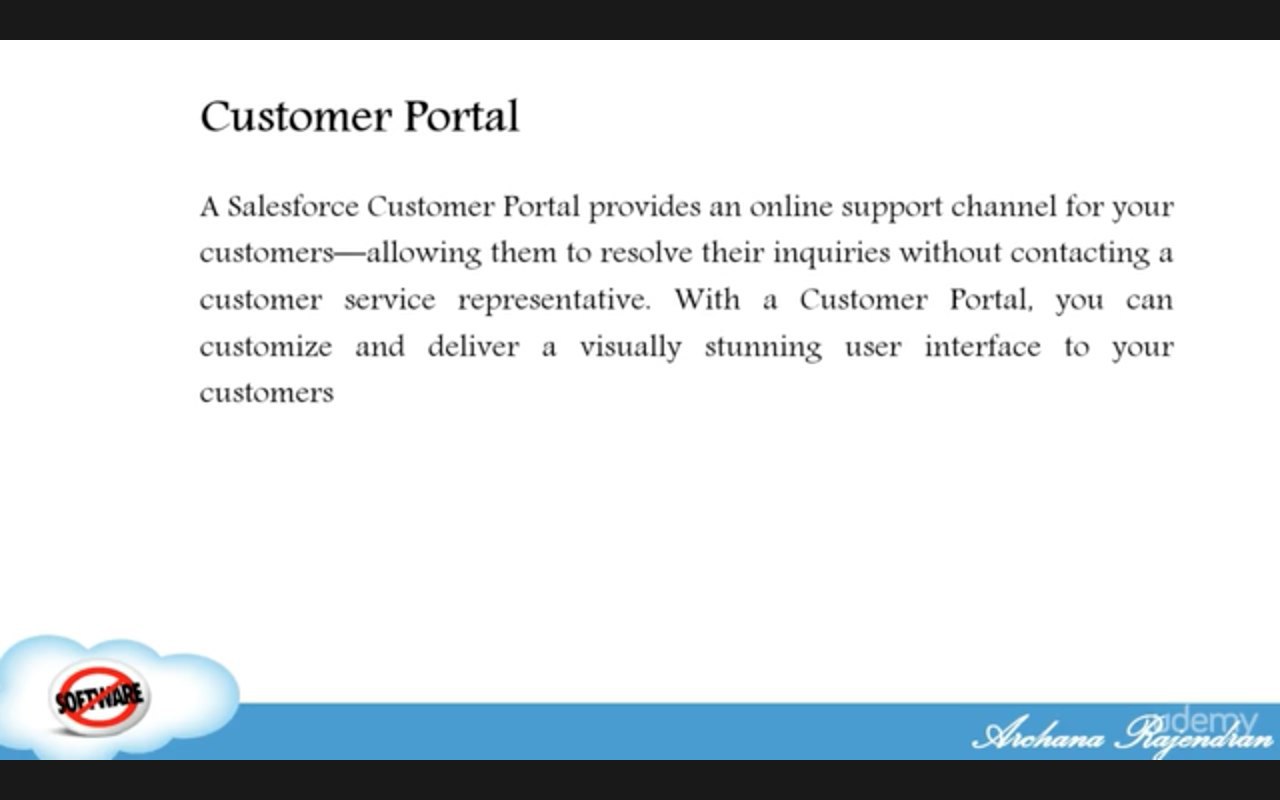 Customer Portal
A Salesforce Customer Portal provides an online support channel for your
customers—allowing them to resolve their inquiries without contacting a
customer service representative. With a Customer Portal, you can
customize and deliver a visually stunning user interface to your
customers
SOFTWARE
udemy
Archana Rajendran